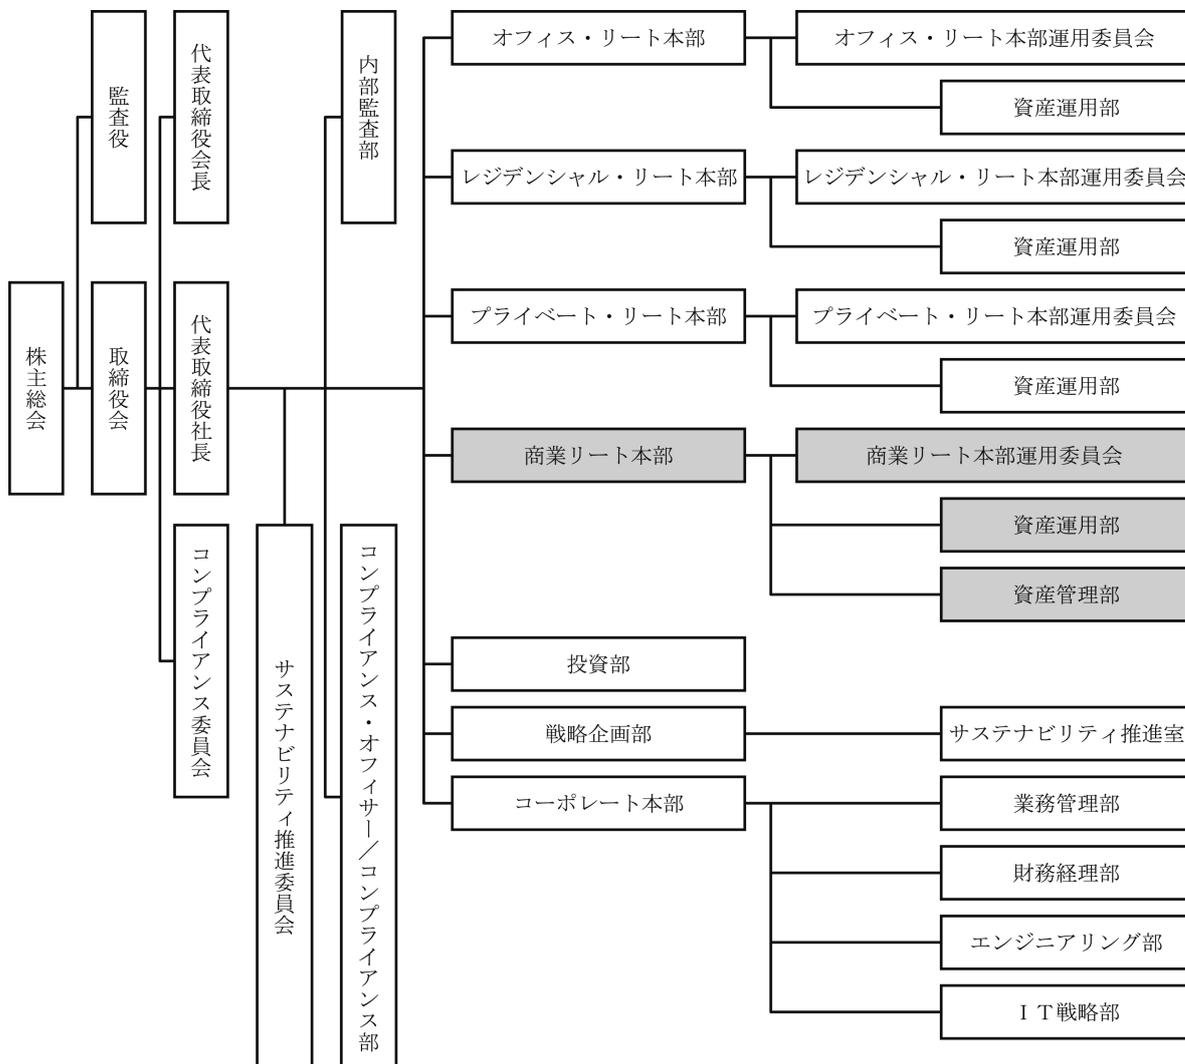 株主総会
監査役
取締役会
代表取締役会長
代表取締役社長
コンプライアンス委員会
サステナビリティ推進委員会
内部監査部
コンプライアンス・オフィサー／コンプライアンス部
オフィス・リート本部
オフィス・リート本部運用委員会
資産運用部
レジデンシャル・リート本部
レジデンシャル・リート本部運用委員会
資産運用部
プライベート・リート本部
プライベート・リート本部運用委員会
資産運用部
商業リート本部
商業リート本部運用委員会
資産運用部
資産管理部
投資部
戦略企画部
サステナビリティ推進室
コーポレート本部
業務管理部
財務経理部
エンジニアリング部
ＩＴ戦略部